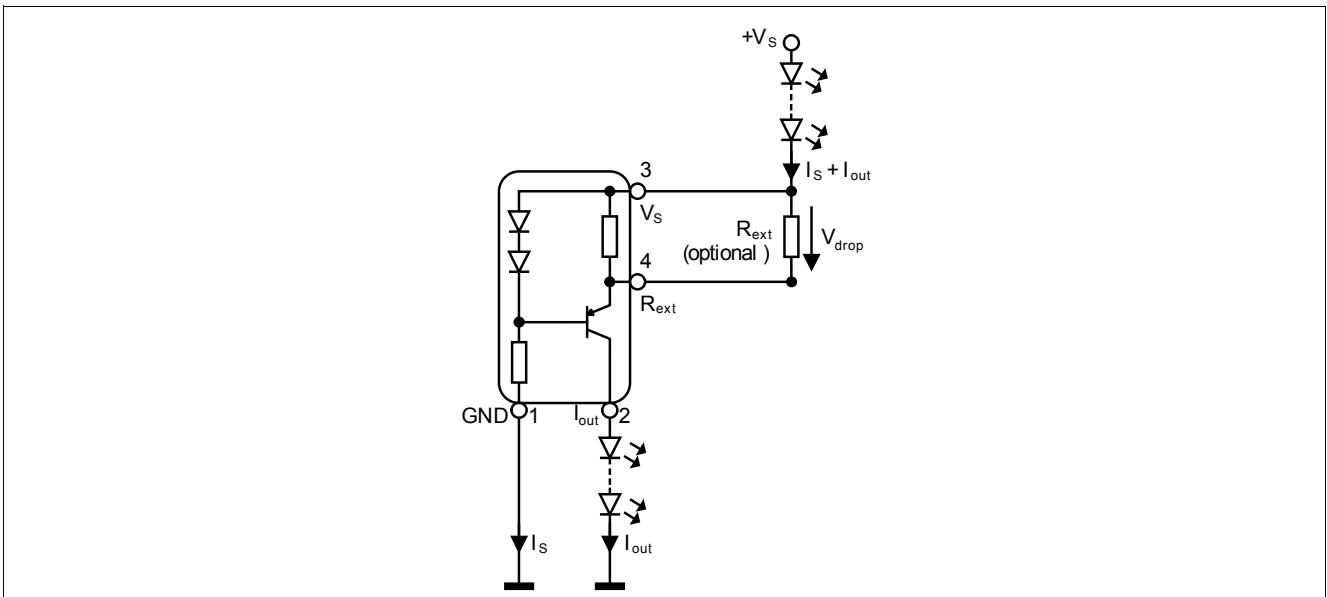 +VS
IS + Iout
3
VS
Rext
(optional )
Vdrop
4
Rext
GND 1
Iout 2
IS
Iout